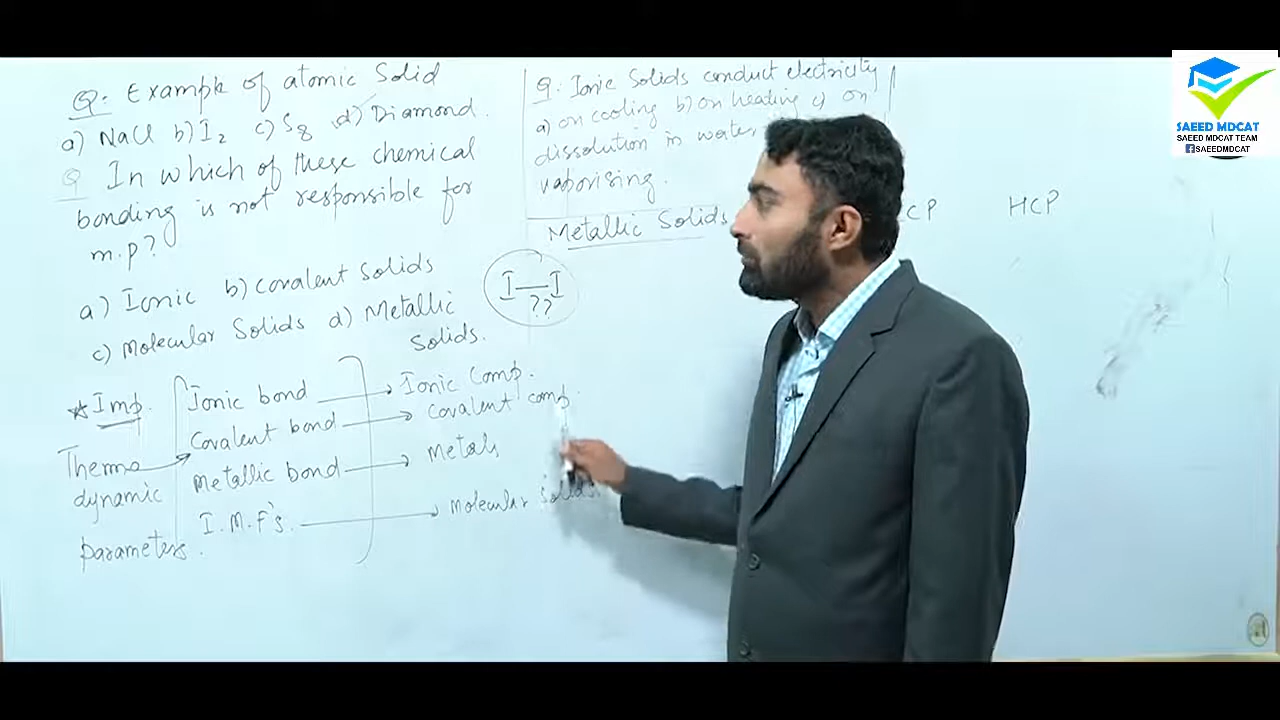 Q: Example of atomic Solid
a) NaCl b) I2 c) S8 d) Diamond.
Q In which of these chemical
bonding is not responsible for
m.p?
a) Ionic b) Covalent Solids
c) Molecular Solids d) Metallic
Solids.
I—I
??
*Imp.
Ionic bond → Ionic Comp.
Covalent bond → Covalent comp.
Metallic bond → Metals
I.M.F's. → Molecular Solids.
Thermo
dynamic
parameters.
Q: Ionic Solids conduct electricity
a) on cooling b) on heating c) on
dissolution in water
vaporising.
Metallic Solids
CP HCP
SAEED MDCAT
SAEED MDCAT TEAM
f SAEEDMDCAT